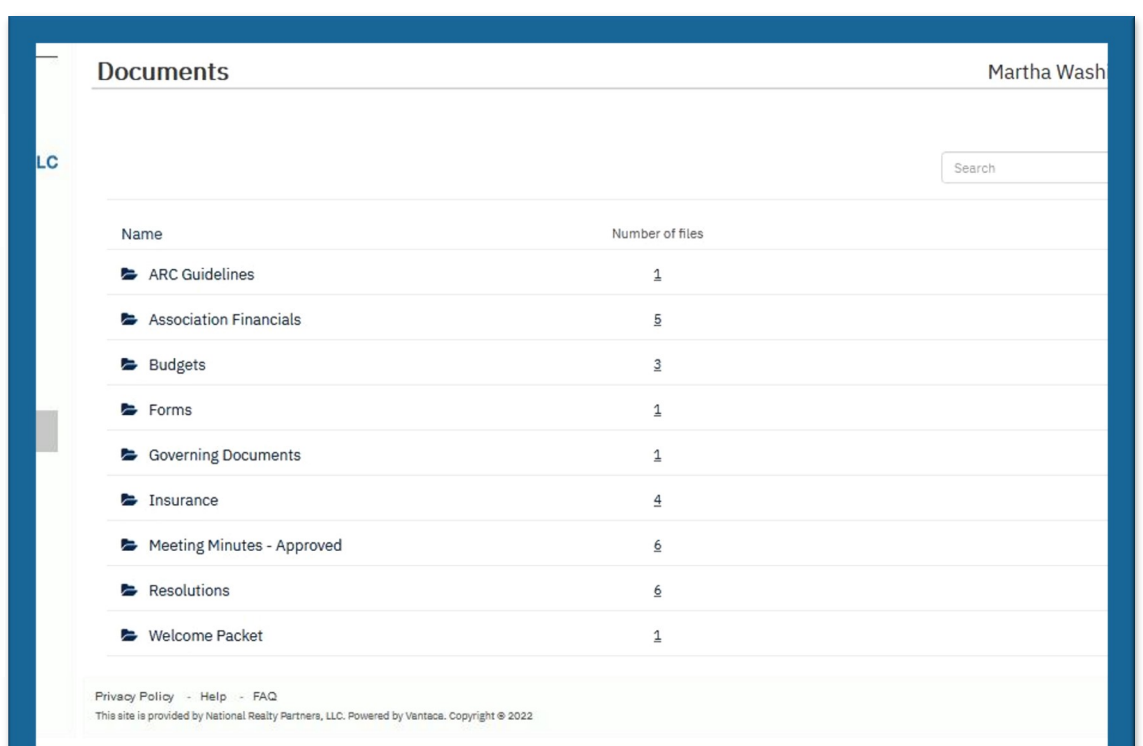 Documents
Martha Washi
LC
Search
Name
Number of files
ARC Guidelines
1
Association Financials
5
Budgets
3
Forms
1
Governing Documents
1
Insurance
4
Meeting Minutes - Approved
6
Resolutions
6
Welcome Packet
1
Privacy Policy - Help - FAQ
This site is provided by National Realty Partners, LLC. Powered by Vantaca. Copyright © 2022